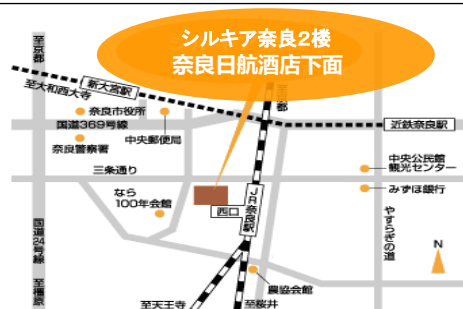 シルキア奈良2楼
奈良日航酒店下面
至京都
至京都
新大宮駅
至大和西大寺
奈良市役所
国道369号線
中央郵便局
近鉄奈良駅
奈良警察署
三条通り
中央公民館
観光センター
なら
100年会館
西口
JR奈良駅
みずほ銀行
やすらぎの道
国道24号線
N
農協会館
至橿原
至天王寺
至桜井